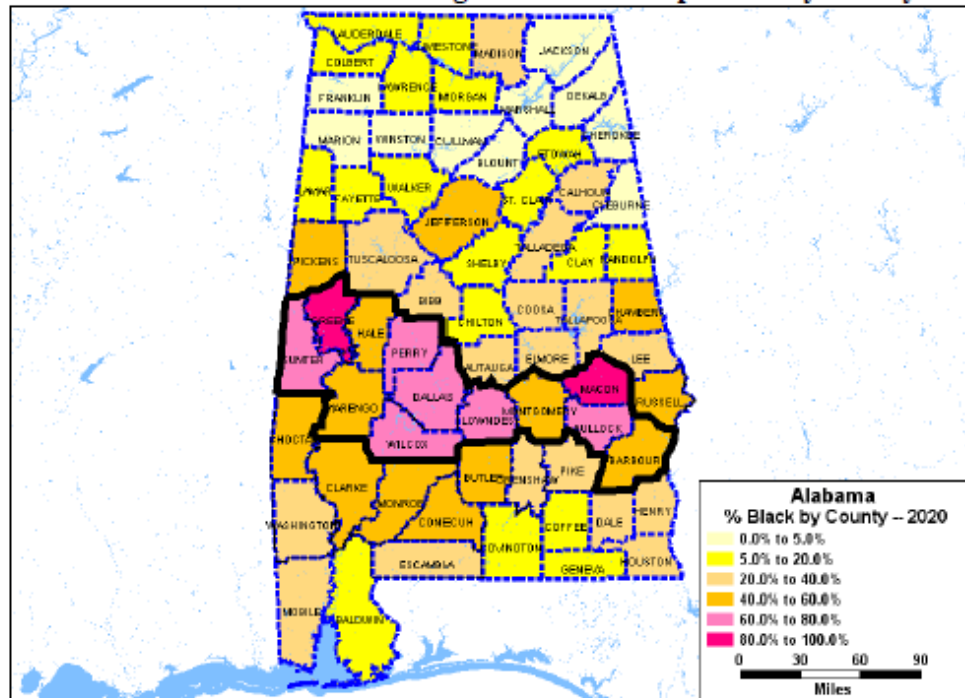 LAUDERDALE
MESTONE
MADISON
JACKSON
COLBERT
FRANKLIN
AWRENC
MORGAN
MARSHALL
DEKALB
MARION
WINSTON
CULLMAN
CHEROKEE
BLOUNT
ETOWAH
LAMAR
FAYETTE
WALKER
ST. CLAI
CALHOUN
CLEBURNE
JEFFERSON
TALLADEGA
PICKENS
TUSCALOOSA
SHELBY
CLAY
RANDOLPH
BIBB
GREENE
HALE
CHILTON
COOSA
TALLAPOOSA
HAMBERS
SUMTER
PERRY
AUTAUGA
ELMORE
LEE
MACON
MARENGO
DALLAS
LOWNDES
MONTGOMERY
RUSSELL
BULLOCK
CHOCTAW
WILCOX
BARBOUR
CLARKE
MONROE
BUTLER
CRENSHAW
PIKE
CONECUH
WASHINGTON
COFFEE
DALE
HENRY
ESCAMBIA
COVINGTON
GENEVA
HOUSTON
MOBILE
BALDWIN
Alabama
% Black by County -- 2020
0.0% to 5.0%
5.0% to 20.0%
20.0% to 40.0%
40.0% to 60.0%
60.0% to 80.0%
80.0% to 100.0%
0 30 60 90
Miles